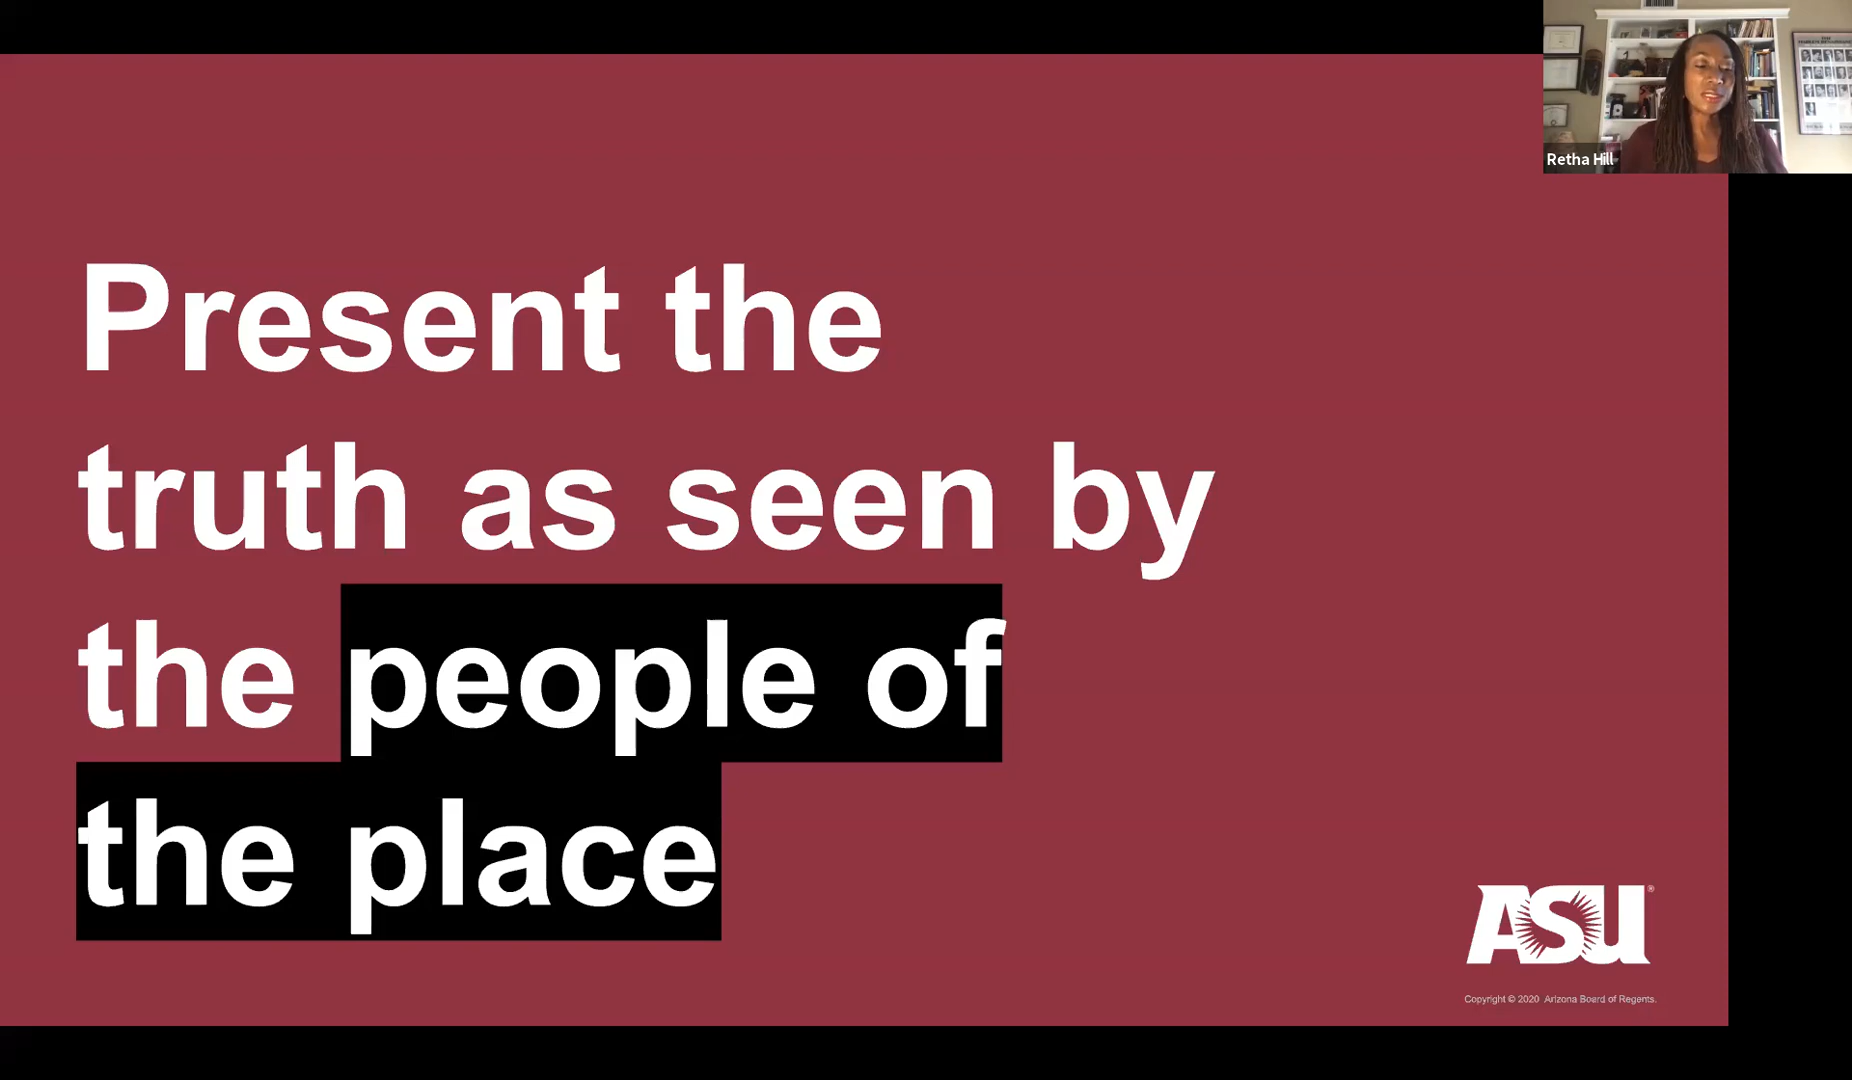 Retha Hill
Present the
truth as seen by
the people of
the place
ASU®
Copyright © 2020 Arizona Board of Regents.